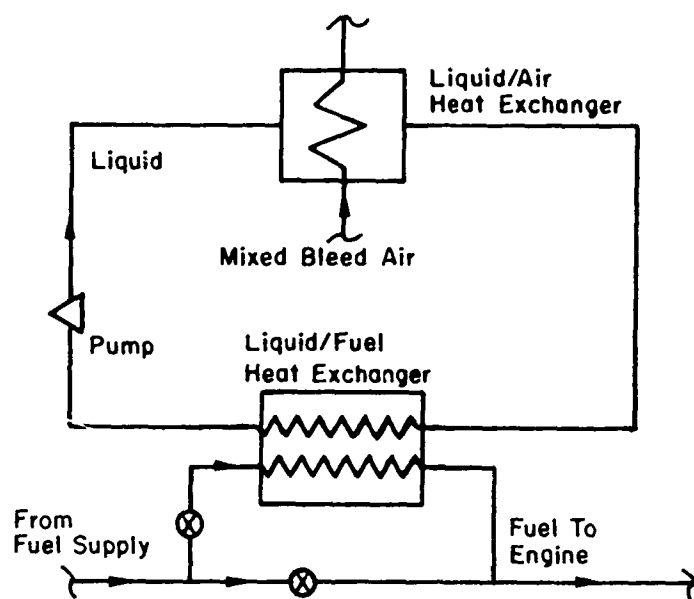 Liquid/Air
Heat Exchanger
Liquid
Mixed Bleed Air
Pump
Liquid/Fuel
Heat Exchanger
From
Fuel Supply
Fuel To
Engine